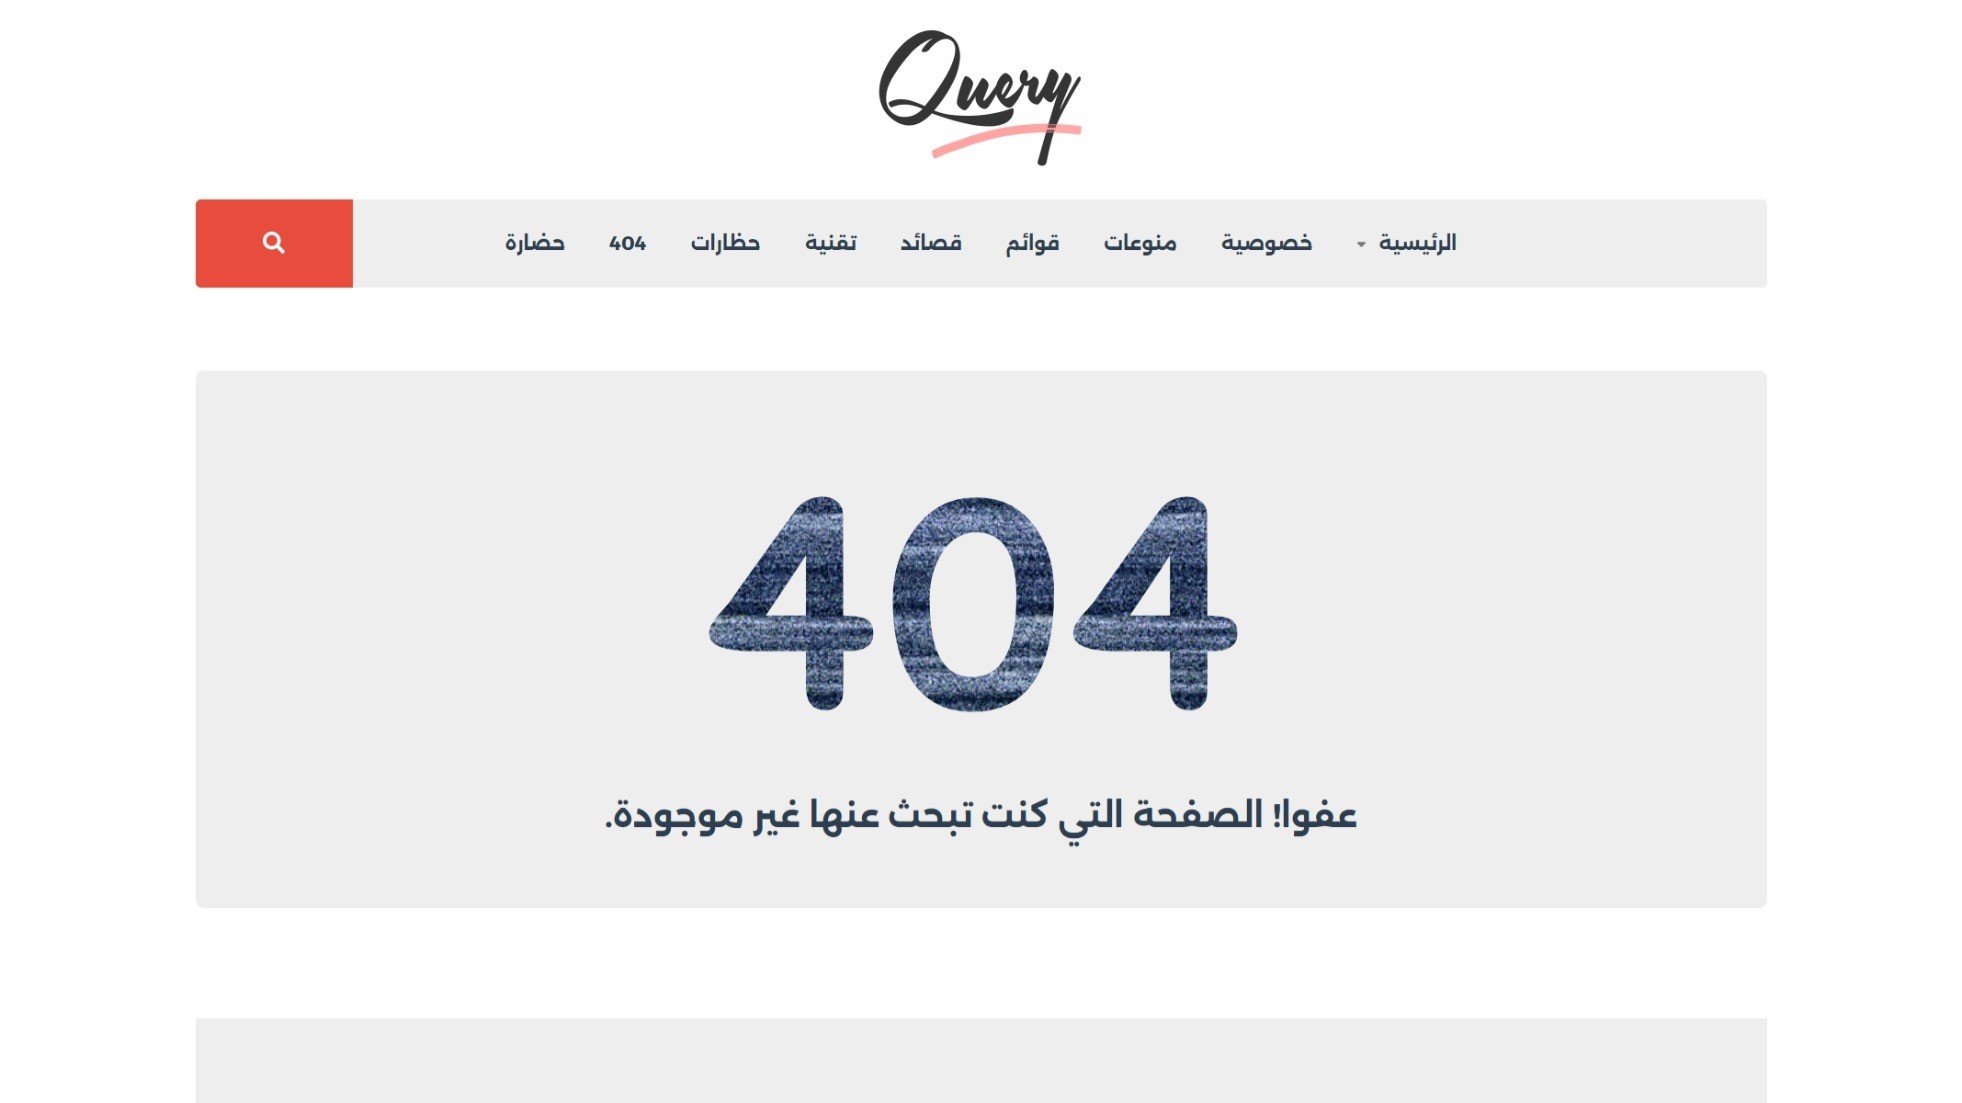 Query
الرئيسية خصوصية منوعات قوائم قصائد تقنية حظارات 404 حضارة
404
عفوا! الصفحة التي كنت تبحث عنها غير موجودة.